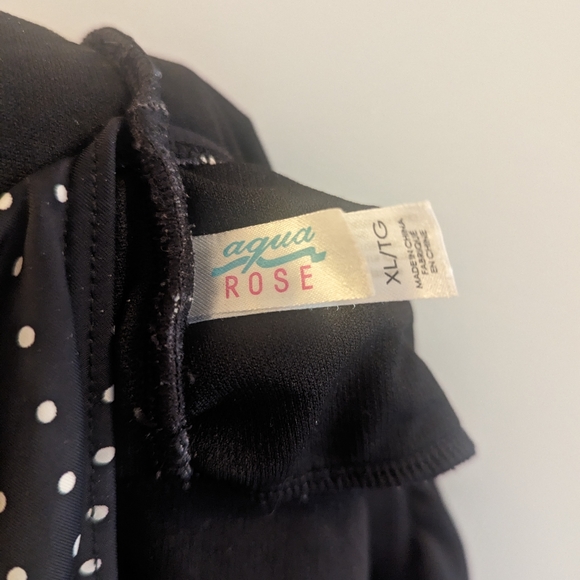 aqua
ROSE
XL/TG
MADE IN CHINA
FABRIQUÉ
EN CHINE